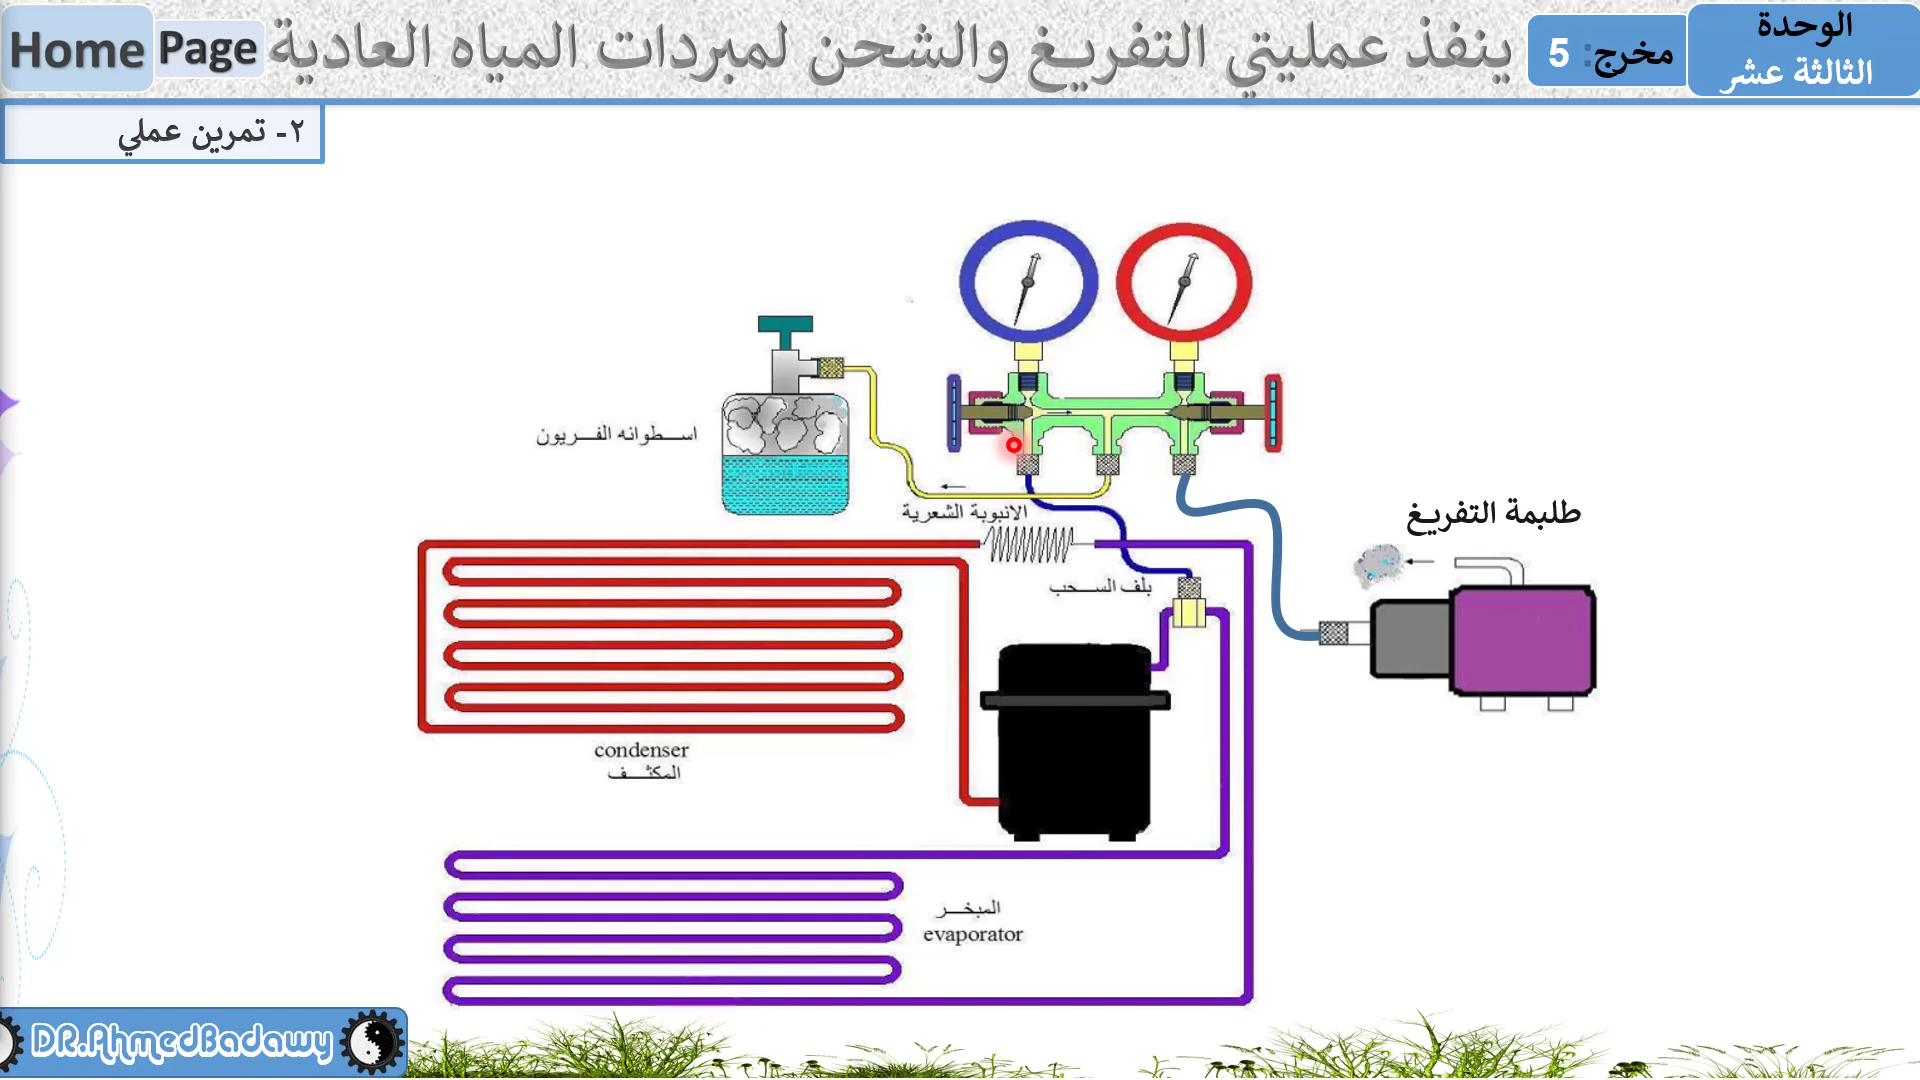 الوحدة
الثالثة عشر
مخرج: 5
ينفذ عمليتي التفريغ والشحن لمبردات المياه العادية
Home Page
٢- تمرين عملي
اسطوانه الفريون
الانبوبة الشعرية
طلبمة التفريغ
بلف السحب
condenser
المكثف
المبخر
evaporator
DR.AhmedBadawy